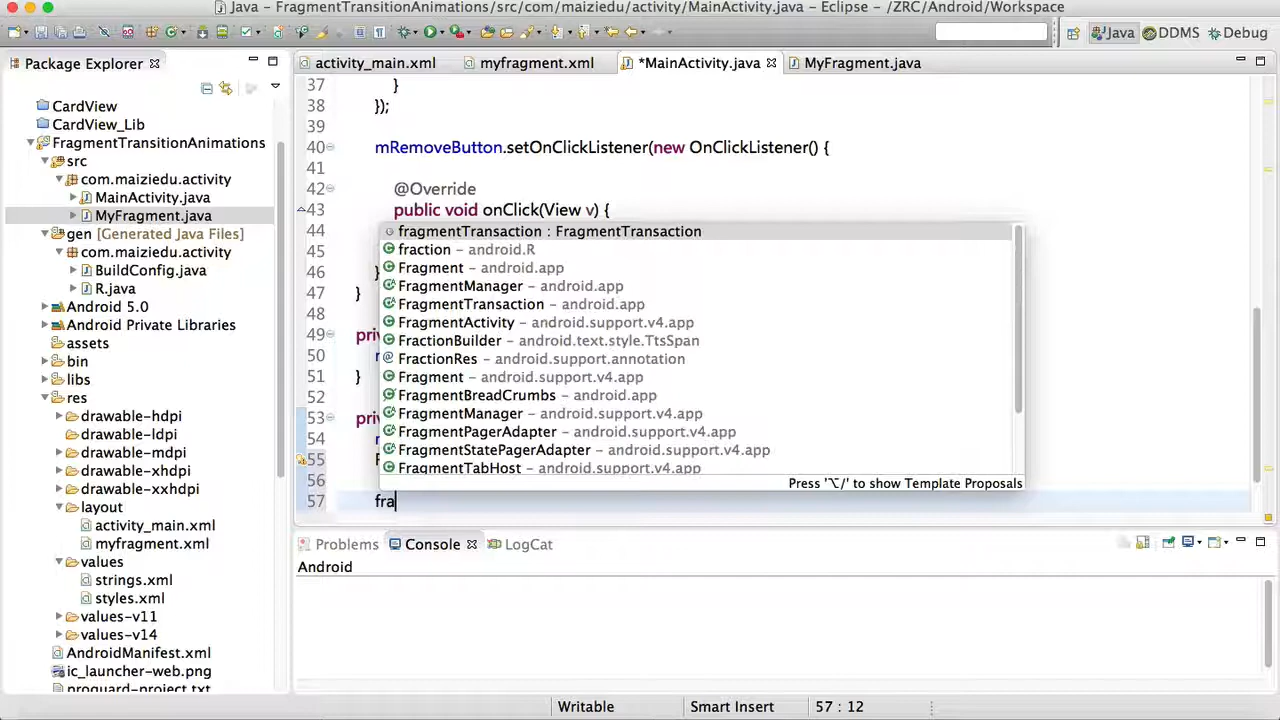 Java – FragmentTransitionAnimations/src/com/maiziedu/activity/MainActivity.java – Eclipse – /ZRC/Android/Workspace
Java
DDMS
Debug
Package Explorer
activity_main.xml
myfragment.xml
*MainActivity.java
MyFragment.java
CardView
CardView_Lib
FragmentTransitionAnimations
src
com.maiziedu.activity
MainActivity.java
MyFragment.java
gen [Generated Java Files]
com.maiziedu.activity
BuildConfig.java
R.java
Android 5.0
Android Private Libraries
assets
bin
libs
res
drawable-hdpi
drawable-ldpi
drawable-mdpi
drawable-xhdpi
drawable-xxhdpi
layout
activity_main.xml
myfragment.xml
values
strings.xml
styles.xml
values-v11
values-v14
AndroidManifest.xml
ic_launcher-web.png
proguard-project.txt
37 }
38 });
39
40 mRemoveButton.setOnClickListener(new OnClickListener() {
41
42 @Override
43 public void onClick(View v) {
44
45
46 }
47 }
48
49 priv
50
51 }
52
53 priv
54
55
56
57 fra
fragmentTransaction : FragmentTransaction
fraction – android.R
Fragment – android.app
FragmentManager – android.app
FragmentTransaction – android.app
FragmentActivity – android.support.v4.app
FractionBuilder – android.text.style.TtsSpan
FractionRes – android.support.annotation
Fragment – android.support.v4.app
FragmentBreadCrumbs – android.app
FragmentManager – android.support.v4.app
FragmentPagerAdapter – android.support.v4.app
FragmentStatePagerAdapter – android.support.v4.app
FragmentTabHost – android.support.v4.app
Press '⌥/' to show Template Proposals
Problems
Console
LogCat
Android
Writable
Smart Insert
57 : 12